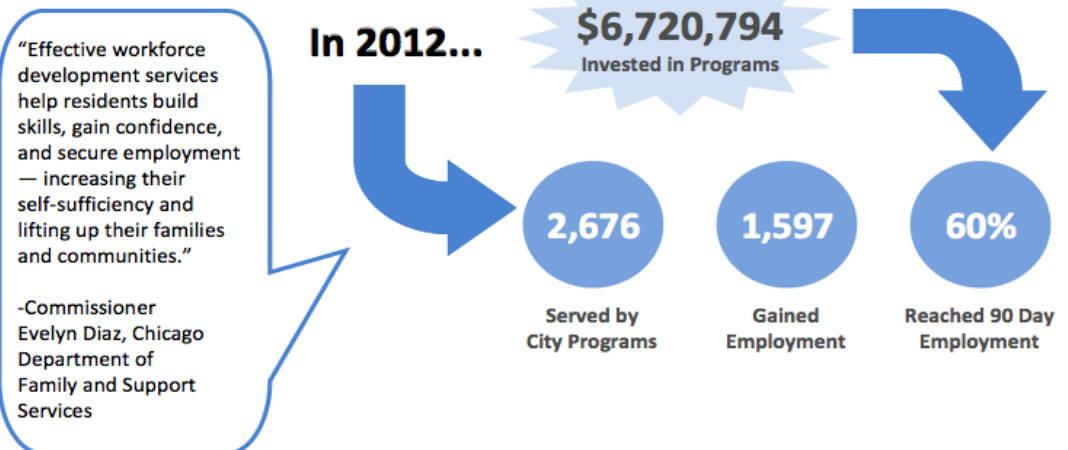 “Effective workforce
development services
help residents build
skills, gain confidence,
and secure employment
— increasing their
self-sufficiency and
lifting up their families
and communities.”
-Commissioner
Evelyn Diaz, Chicago
Department of
Family and Support
Services
In 2012...
$6,720,794
Invested in Programs
2,676
Served by
City Programs
1,597
Gained
Employment
60%
Reached 90 Day
Employment